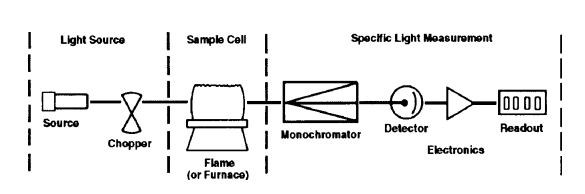 Light Source
Sample Cell
Specific Light Measurement
Source
Chopper
Flame
(or Furnace)
Monochromator
Detector
Readout
Electronics